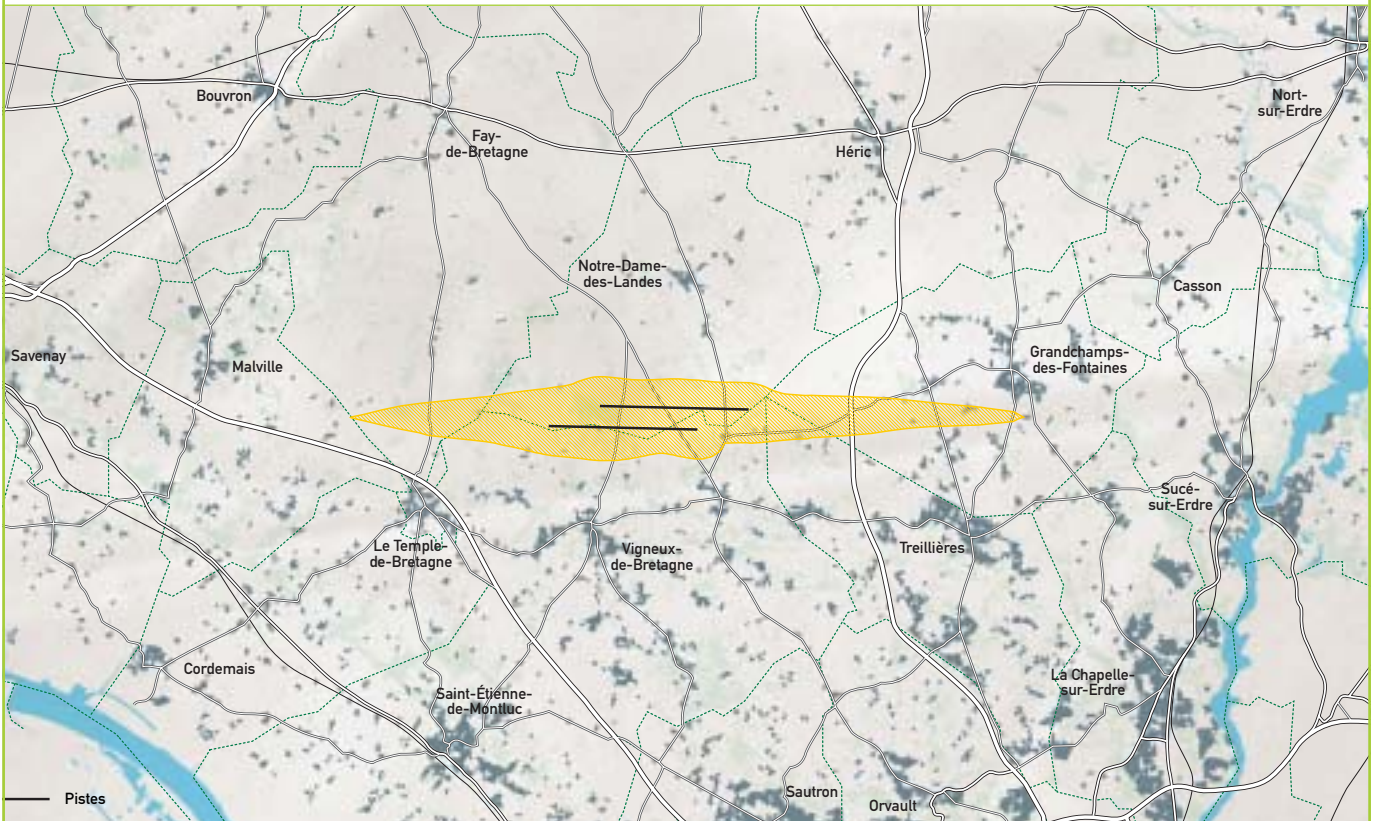 Bouvron
Nort-
sur-Erdre
Fay-
de-Bretagne
Héric
Notre-Dame-
des-Landes
Casson
Savenay
Malville
Grandchamps-
des-Fontaines
Sucé-
sur-Erdre
Le Temple-
de-Bretagne
Vigneux-
de-Bretagne
Treillières
Cordemais
Saint-Étienne-
de-Montluc
La Chapelle-
sur-Erdre
Pistes
Sautron
Orvault